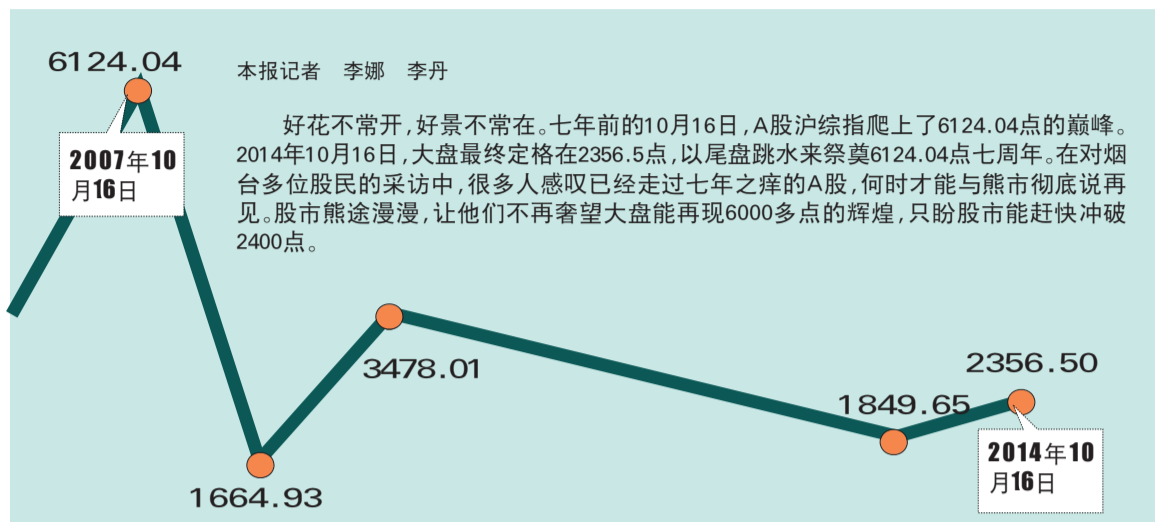 6124.04
本报记者　李娜　李丹
2007年10
月16日
好花不常开，好景不常在。七年前的10月16日，A股沪综指爬上了6124.04点的巅峰。
2014年10月16日，大盘最终定格在2356.5点，以尾盘跳水来祭奠6124.04点七周年。在对烟
台多位股民的采访中，很多人感叹已经走过七年之痒的A股，何时才能与熊市彻底说再
见。股市熊途漫漫，让他们不再奢望大盘能再现6000多点的辉煌，只盼股市能赶快冲破
2400点。
3478.01
2356.50
1849.65
2014年10
月16日
1664.93